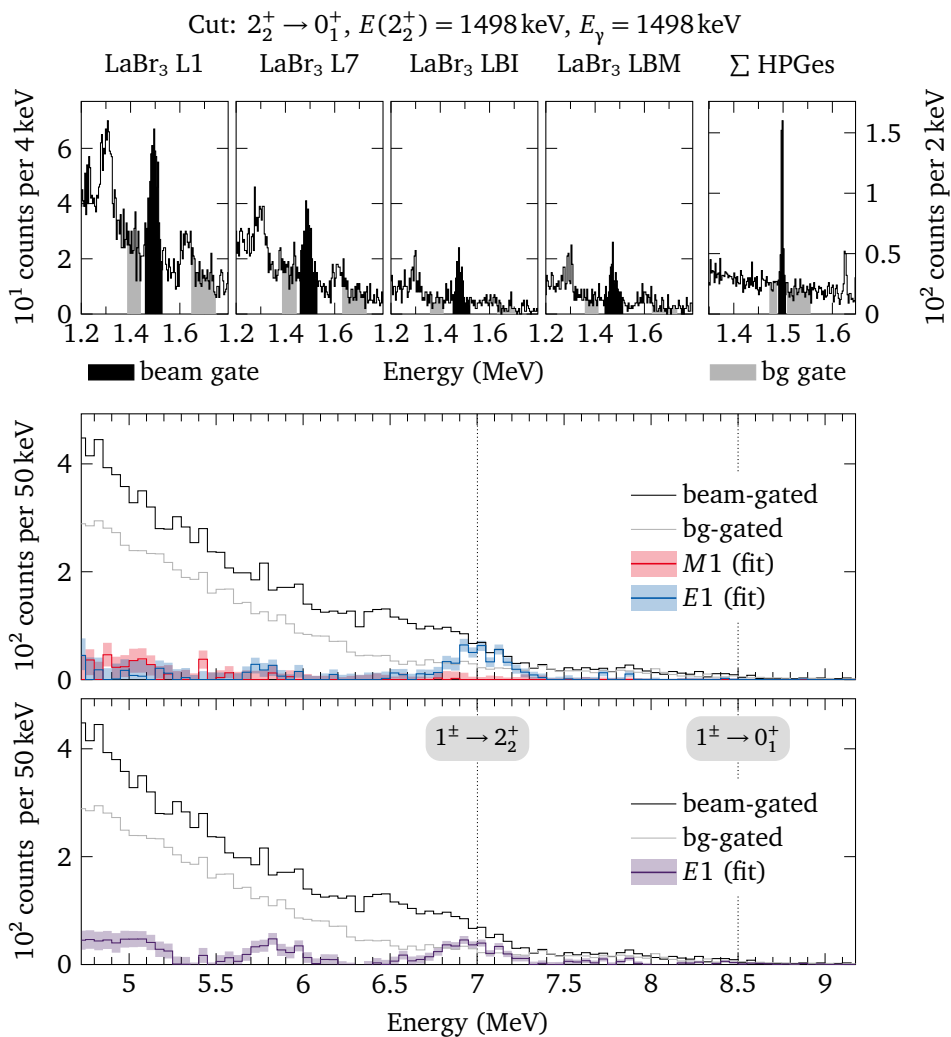 Cut: 2₂⁺ → 0₁⁺, E(2₂⁺) = 1498 keV, Eγ = 1498 keV
LaBr₃ L1 LaBr₃ L7 LaBr₃ LBI LaBr₃ LBM ∑ HPGes
10¹ counts per 4 keV
0 2 4 6
1.2 1.4 1.6 1.2 1.4 1.6 1.2 1.4 1.6 1.2 1.4 1.6 1.4 1.5 1.6
0 0.5 1 1.5
10² counts per 2 keV
beam gate Energy (MeV) bg gate
10² counts per 50 keV
0 2 4
beam-gated
bg-gated
M1 (fit)
E1 (fit)
10² counts per 50 keV
0 2 4
1± → 2₂⁺ 1± → 0₁⁺
beam-gated
bg-gated
E1 (fit)
5 5.5 6 6.5 7 7.5 8 8.5 9
Energy (MeV)